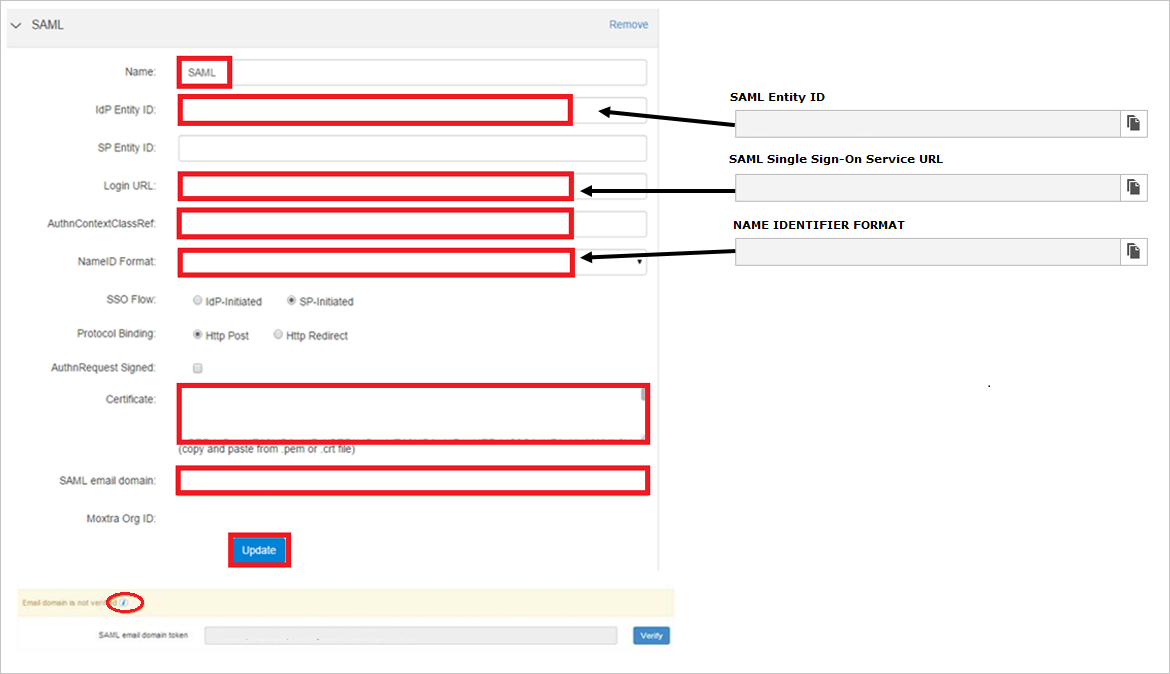 SAML
Remove
Name:
SAML
IdP Entity ID:
SAML Entity ID
SP Entity ID:
SAML Single Sign-On Service URL
Login URL:
AuthnContextClassRef:
NAME IDENTIFIER FORMAT
NameID Format:
SSO Flow:
IdP-Initiated
SP-Initiated
Protocol Binding:
Http Post
Http Redirect
AuthnRequest Signed:
Certificate:
(copy and paste from .pem or .crt file)
SAML email domain:
Moxtra Org ID:
Update
Email domain is not
SAML email domain token
Verify